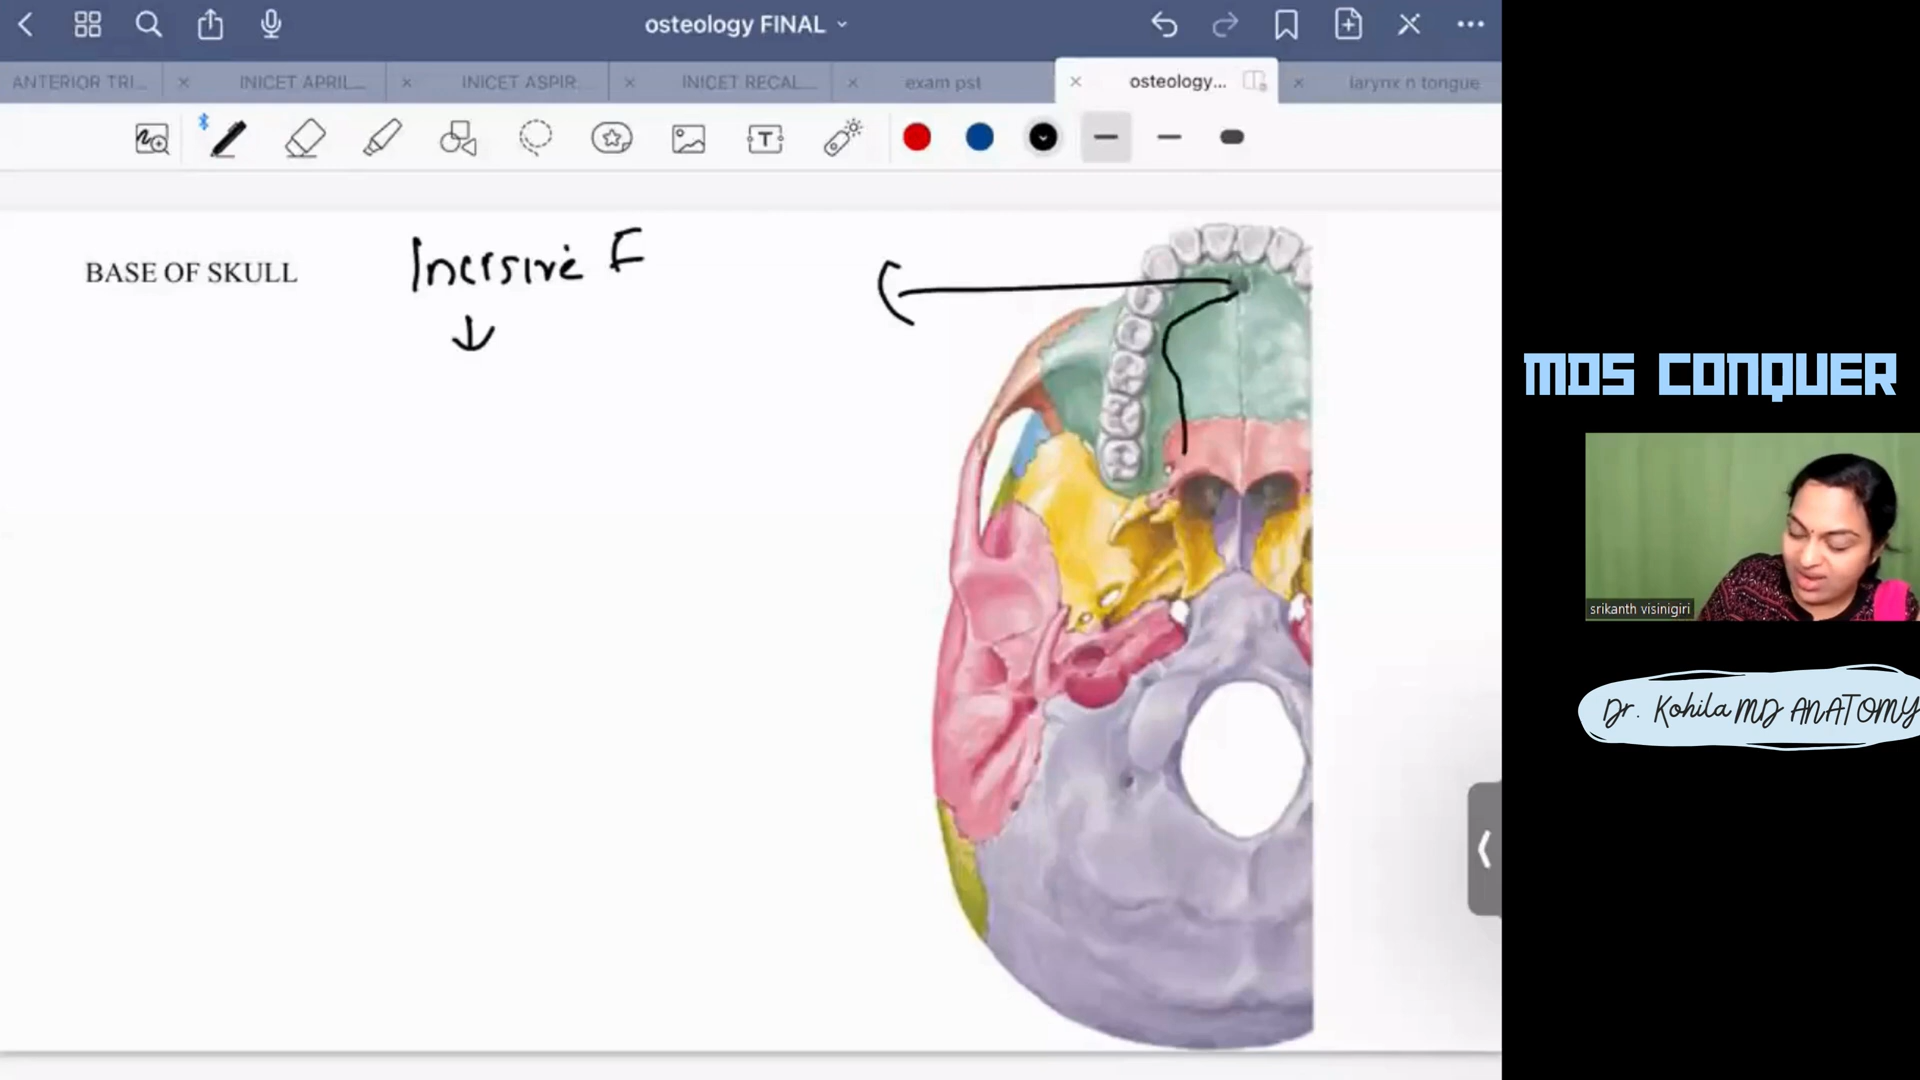 osteology FINAL
ANTERIOR TRI... INICET APRIL... INICET ASPIR... INICET RECAL... exam pst osteology... larynx n tongue
BASE OF SKULL
Incisive F
MDS CONQUER
srikanth visinigiri
Dr. Kohila MD ANATOMY